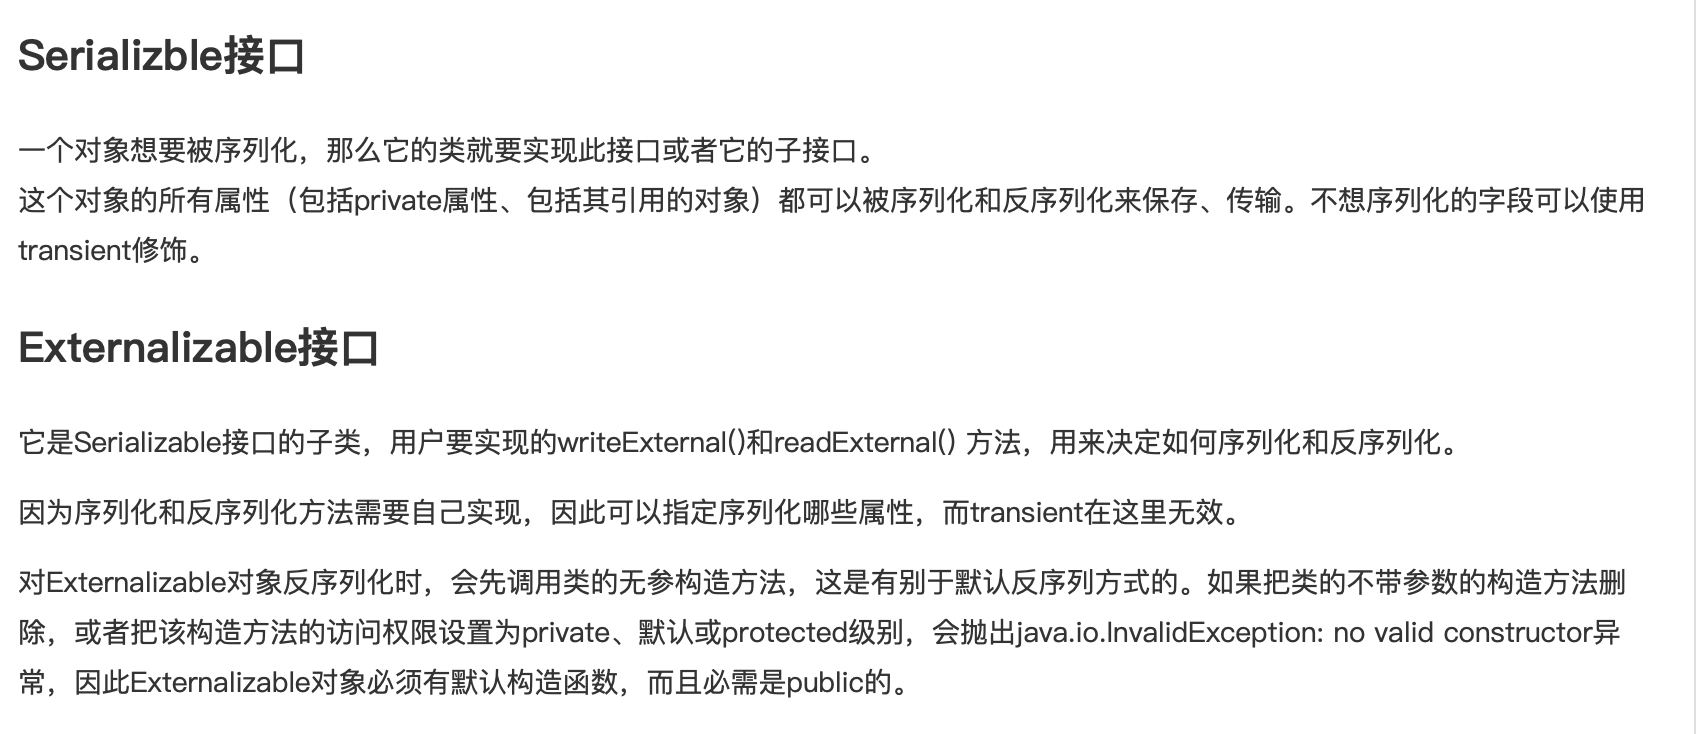 Serializble接口
一个对象想要被序列化，那么它的类就要实现此接口或者它的子接口。
这个对象的所有属性（包括private属性、包括其引用的对象）都可以被序列化和反序列化来保存、传输。不想序列化的字段可以使用
transient修饰。
Externalizable接口
它是Serializable接口的子类，用户要实现的writeExternal()和readExternal() 方法，用来决定如何序列化和反序列化。
因为序列化和反序列化方法需要自己实现，因此可以指定序列化哪些属性，而transient在这里无效。
对Externalizable对象反序列化时，会先调用类的无参构造方法，这是有别于默认反序列方式的。如果把类的不带参数的构造方法删
除，或者把该构造方法的访问权限设置为private、默认或protected级别，会抛出java.io.InvalidException: no valid constructor异
常，因此Externalizable对象必须有默认构造函数，而且必需是public的。